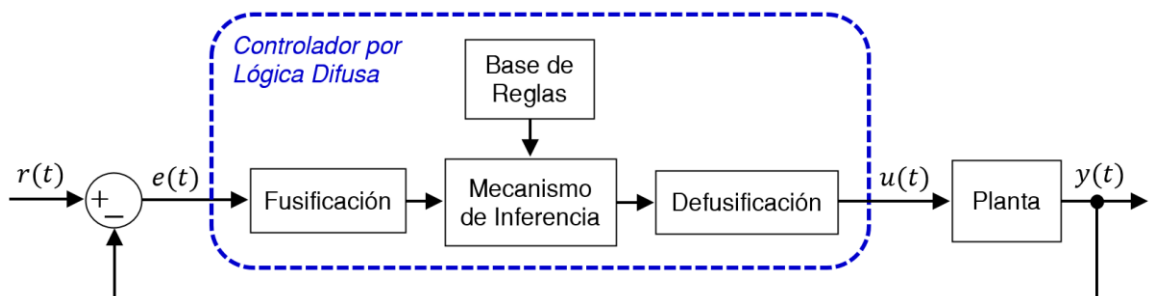 Controlador por
Lógica Difusa
Base de
Reglas
r(t)
+
−
e(t)
Fusificación
Mecanismo
de Inferencia
Defusificación
u(t)
Planta
y(t)